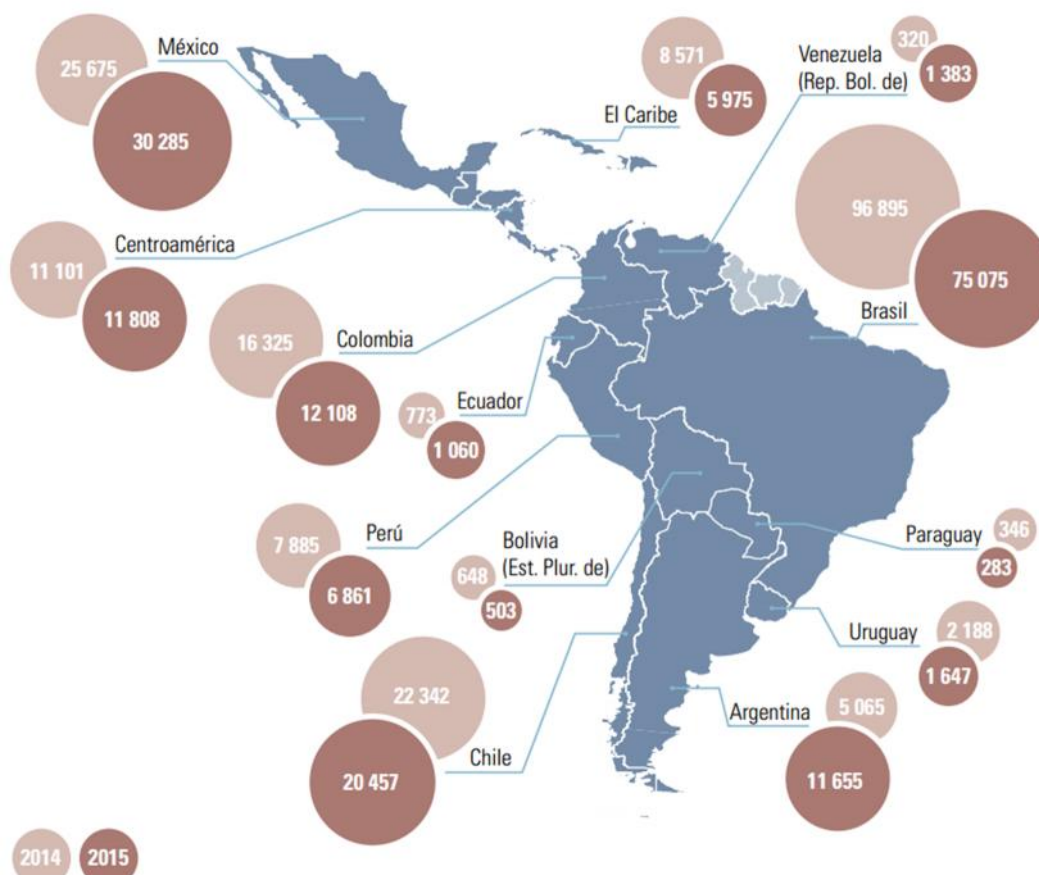 México
25 675
30 285
8 571
5 975
El Caribe
Venezuela
(Rep. Bol. de)
320
1 383
96 895
75 075
Brasil
Centroamérica
11 101
11 808
16 325
12 108
Colombia
Ecuador
773
1 060
Perú
7 885
6 861
Bolivia
(Est. Plur. de)
648
503
Paraguay
346
283
Uruguay
2 188
1 647
22 342
20 457
Chile
Argentina
5 065
11 655
2014
2015